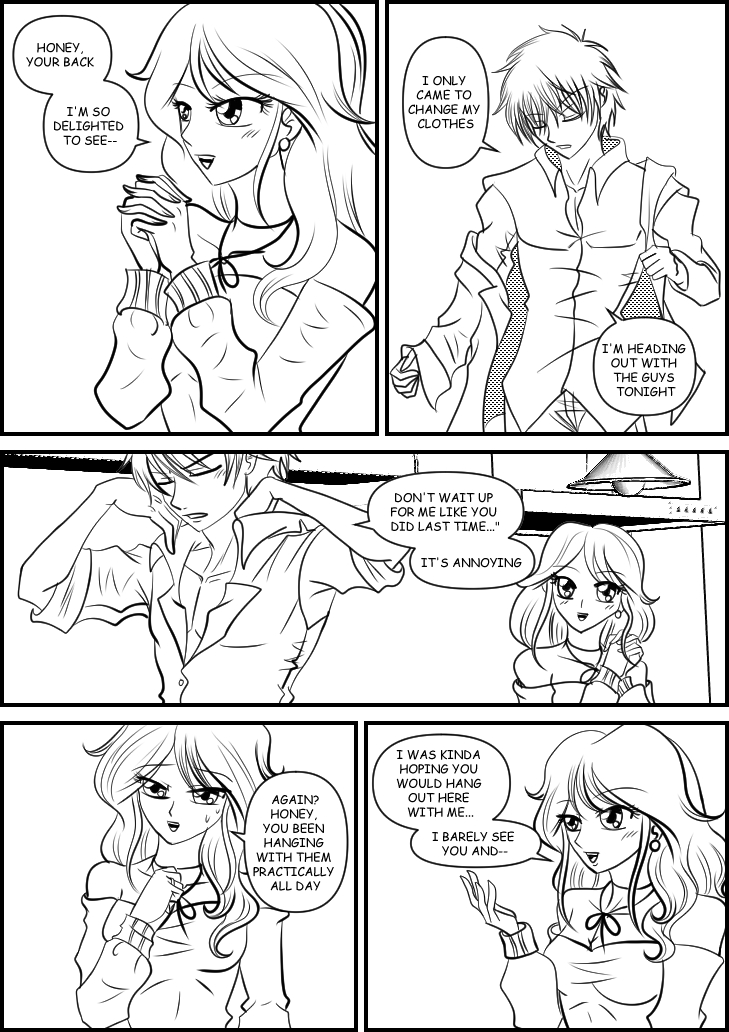 HONEY,
YOUR BACK
I'M SO
DELIGHTED
TO SEE--
I ONLY
CAME TO
CHANGE MY
CLOTHES
I'M HEADING
OUT WITH
THE GUYS
TONIGHT
DON'T WAIT UP
FOR ME LIKE YOU
DID LAST TIME..."
IT'S ANNOYING
AGAIN?
HONEY,
YOU BEEN
HANGING
WITH THEM
PRACTICALLY
ALL DAY
I WAS KINDA
HOPING YOU
WOULD HANG
OUT HERE
WITH ME...
I BARELY SEE
YOU AND--